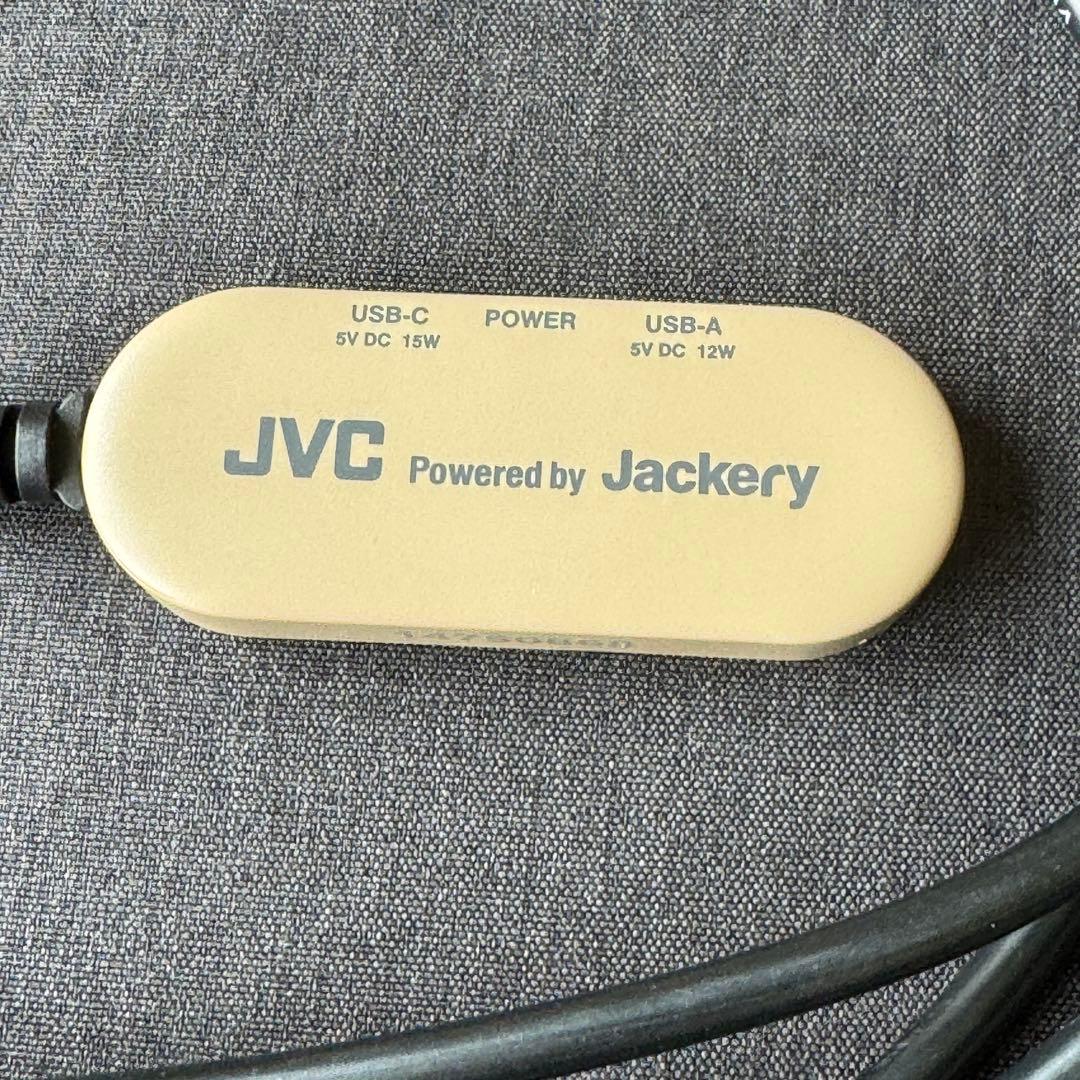 USB-C POWER USB-A
5V DC 15W 5V DC 12W
JVC Powered by Jackery